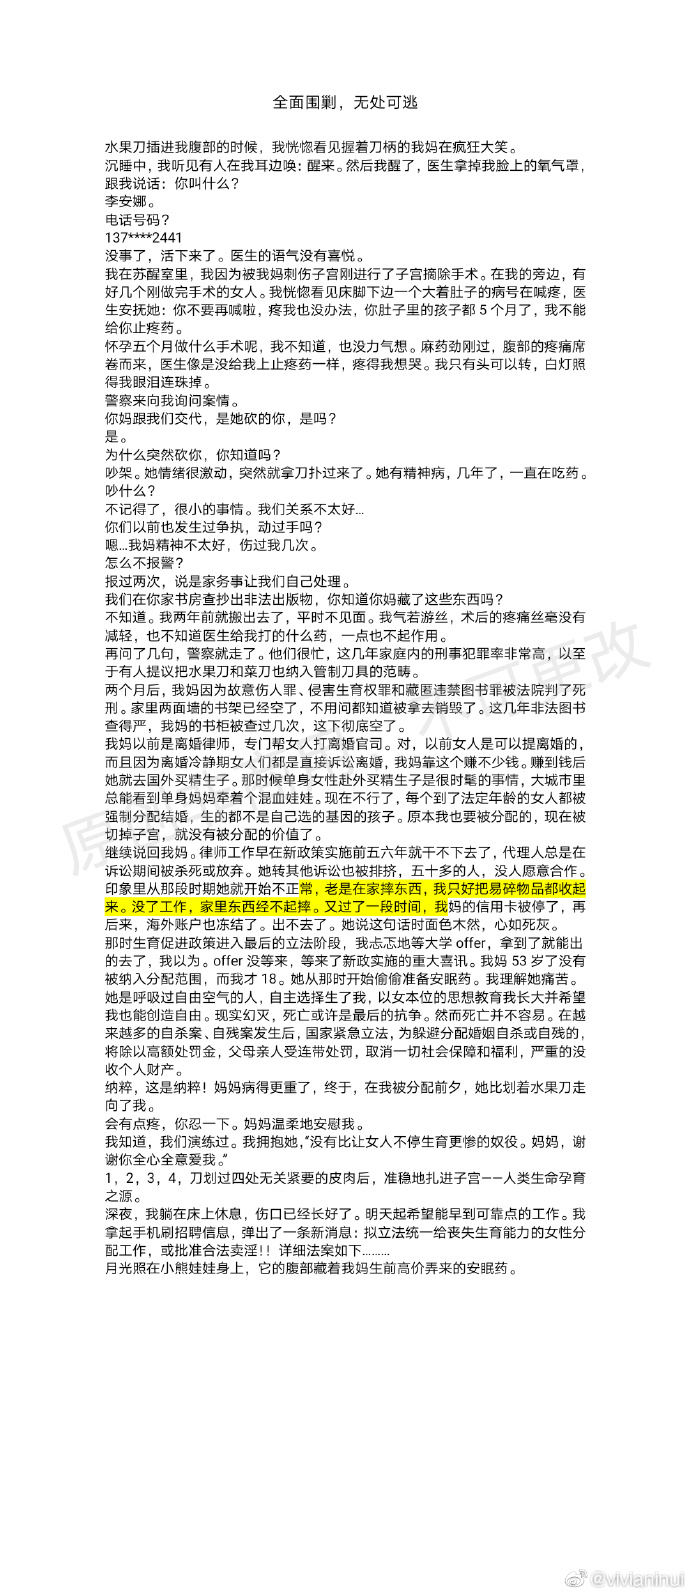 全面围剿，无处可逃
水果刀插进我腹部的时候，我恍惚看见握着刀柄的我妈在疯狂大笑。
沉睡中，我听见有人在我耳边唤：醒来。然后我醒了，医生拿掉我脸上的氧气罩，
跟我说话：你叫什么？
李安娜。
电话号码？
137****2441
没事了，活下来了。医生的语气没有喜悦。
我在苏醒室里，我因为被我妈刺伤子宫刚进行了子宫摘除手术。在我的旁边，有
好几个刚做完手术的女人。我恍惚看见床脚下边一个大着肚子的病号在喊疼，医
生安抚她：你不要再喊啦，疼我也没办法，你肚子里的孩子都 5 个月了，我不能
给你止疼药。
怀孕五个月做什么手术呢，我不知道，也没力气想。麻药劲刚过，腹部的疼痛席
卷而来，医生像是没给我上止疼药一样，疼得我想哭。我只有头可以转，白灯照
得我眼泪连珠掉。
警察来向我询问案情。
你妈跟我们交代，是她砍的你，是吗？
是。
为什么突然砍你，你知道吗？
吵架。她情绪很激动，突然就拿刀扑过来了。她有精神病，几年了，一直在吃药。
吵什么？
不记得了，很小的事情。我们关系不太好...
你们以前也发生过争执，动过手吗？
嗯...我妈精神不太好，伤过我几次。
怎么不报警？
报过两次，说是家务事让我们自己处理。
我们在你家书房查抄出非法出版物，你知道你妈藏了这些东西吗？
不知道。我两年前就搬出去了，平时不见面。我气若游丝，术后的疼痛丝毫没有
减轻，也不知道医生给我打的什么药，一点也不起作用。
再问了几句，警察就走了。他们很忙，这几年家庭内的刑事犯罪率非常高，以至
于有人提议把水果刀和菜刀也纳入管制刀具的范畴。
两个月后，我妈因为故意伤人罪、侵害生育权罪和藏匿违禁图书罪被法院判了死
刑。家里两面墙的书架已经空了，不用问都知道被拿去销毁了。这几年非法图书
查得严，我妈的书柜被查过几次，这下彻底空了。
我妈以前是离婚律师，专门帮女人打离婚官司。对，以前女人是可以提离婚的，
而且因为离婚冷静期女人们都是直接诉讼离婚，我妈靠这个赚不少钱。赚到钱后
她就去国外买精生子。那时候单身女性赴外买精生子是很时髦的事情，大城市里
总能看到单身妈妈牵着个混血娃娃。现在不行了，每个到了法定年龄的女人都被
强制分配结婚，生的都不是自己选的基因的孩子。原本我也要被分配的，现在被
切掉子宫，就没有被分配的价值了。
继续说回我妈。律师工作早在新政策实施前五六年就干不下去了，代理人总是在
诉讼期间被杀死或放弃。她转其他诉讼也被排挤，五十多的人，没人愿意合作。
印象里从那段时期她就开始不正常，老是在家摔东西，我只好把易碎物品都收起
来。没了工作，家里东西经不起摔。又过了一段时间，我妈的信用卡被停了，再
后来，海外账户也冻结了。出不去了。她说这句话时面色木然，心如死灰。
那时生育促进政策进入最后的立法阶段，我忐忑地等大学 offer，拿到了就能出
的去了，我以为。offer 没等来，等来了新政实施的重大喜讯。我妈 53 岁了没有
被纳入分配范围，而我才 18。她从那时开始偷偷准备安眠药。我理解她痛苦。
她是呼吸过自由空气的人，自主选择生了我，以女本位的思想教育我长大并希望
我也能创造自由。现实幻灭，死亡或许是最后的抗争。然而死亡并不容易。在越
来越多的自杀案、自残案发生后，国家紧急立法，为躲避分配婚姻自杀或自残的，
将除以高额处罚金，父母亲人受连带处罚，取消一切社会保障和福利，严重的没
收个人财产。
纳粹，这是纳粹！妈妈病得更重了，终于，在我被分配前夕，她比划着水果刀走
向了我。
会有点疼，你忍一下。妈妈温柔地安慰我。
我知道，我们演练过。我拥抱她，“没有比让女人不停生育更惨的奴役。妈妈，谢
谢你全心全意爱我。”
1，2，3，4，刀划过四处无关紧要的皮肉后，准稳地扎进子宫——人类生命孕育
之源。
深夜，我躺在床上休息，伤口已经长好了。明天起希望能早到可靠点的工作。我
拿起手机刷招聘信息，弹出了一条新消息：拟立法统一给丧失生育能力的女性分
配工作，或批准合法卖淫！！详细法案如下.........
月光照在小熊娃娃身上，它的腹部藏着我妈生前高价弄来的安眠药。
@vivianinui